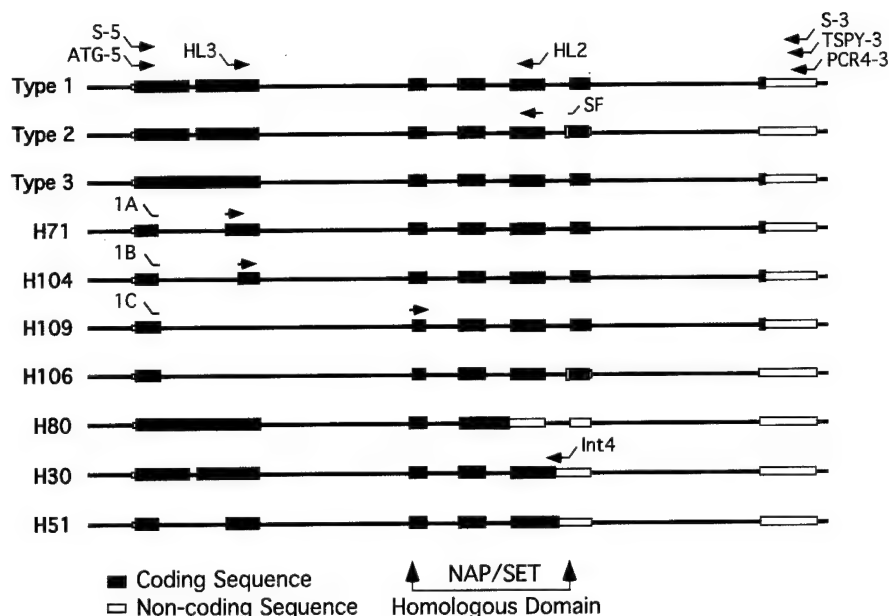 S-5
ATG-5
HL3
HL2
S-3
TSPY-3
PCR4-3
Type 1
SF
Type 2
Type 3
1A
H71
1B
H104
1C
H109
H106
H80
Int4
H30
H51
Coding Sequence
Non-coding Sequence
NAP/SET
Homologous Domain